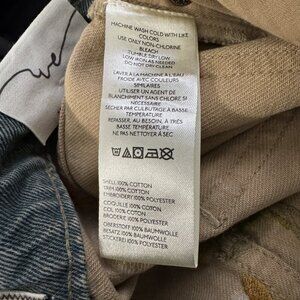 MACHINE WASH COLD WITH LIKE
COLORS
USE ONLY NON-CHLORINE
BLEACH
TUMBLE DRY LOW
LOW IRON AS NEEDED
DO NOT DRY CLEAN
LAVER À LA MACHINE À L'EAU
FROIDE AVEC COULEURS
SIMILAIRES
UTILISER UN AGENT DE
BLANCHIMENT SANS CHLORE SI
NÉCESSAIRE
SÉCHER PAR CULBUTAGE À BASSE
TEMPÉRATURE
REPASSER, AU BESOIN, À TRÈS
BASSE TEMPÉRATURE
NE PAS NETTOYER À SEC
SHELL 100% COTTON
TRIM 100% COTTON
EMBROIDERY 100% POLYESTER
COQUILLE 100% COTON
COL 100% COTON
BRODERIE 100% POLYESTER
OBERSTOFF 100% BAUMWOLLE
BESATZ 100% BAUMWOLLE
STICKEREI 100% POLYESTER